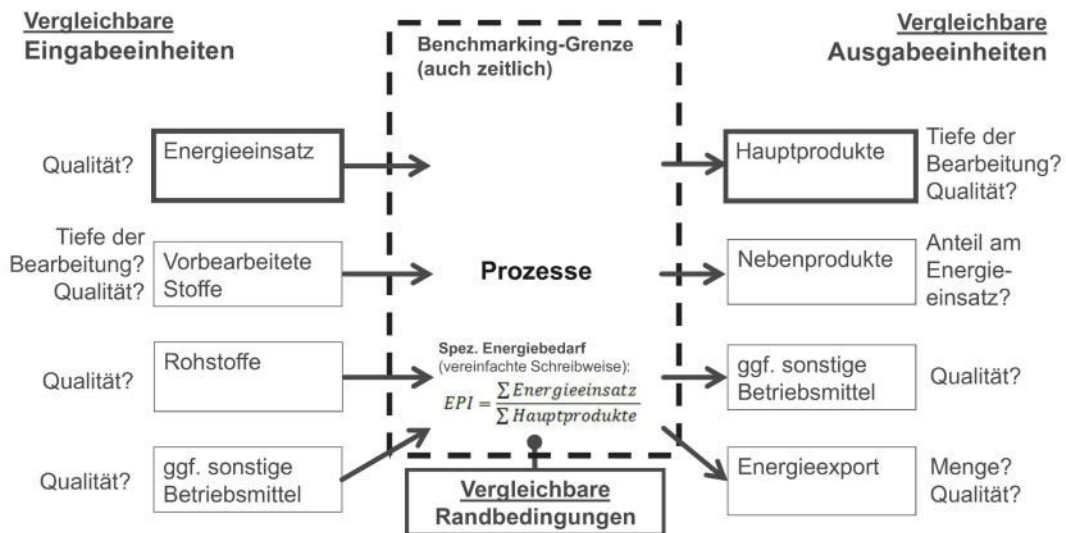 Vergleichbare
Eingabeeinheiten
Qualität?
Energieeinsatz
Tiefe der
Bearbeitung?
Qualität?
Vorbearbeitete
Stoffe
Qualität?
Rohstoffe
Qualität?
ggf. sonstige
Betriebsmittel
Benchmarking-Grenze
(auch zeitlich)
Prozesse
Spez. Energiebedarf
(vereinfachte Schreibweise):
EPI = ∑ Energieeinsatz / ∑ Hauptprodukte
Vergleichbare
Randbedingungen
Vergleichbare
Ausgabeeinheiten
Hauptprodukte
Tiefe der
Bearbeitung?
Qualität?
Nebenprodukte
Anteil am
Energie-
einsatz?
ggf. sonstige
Betriebsmittel
Qualität?
Energieexport
Menge?
Qualität?